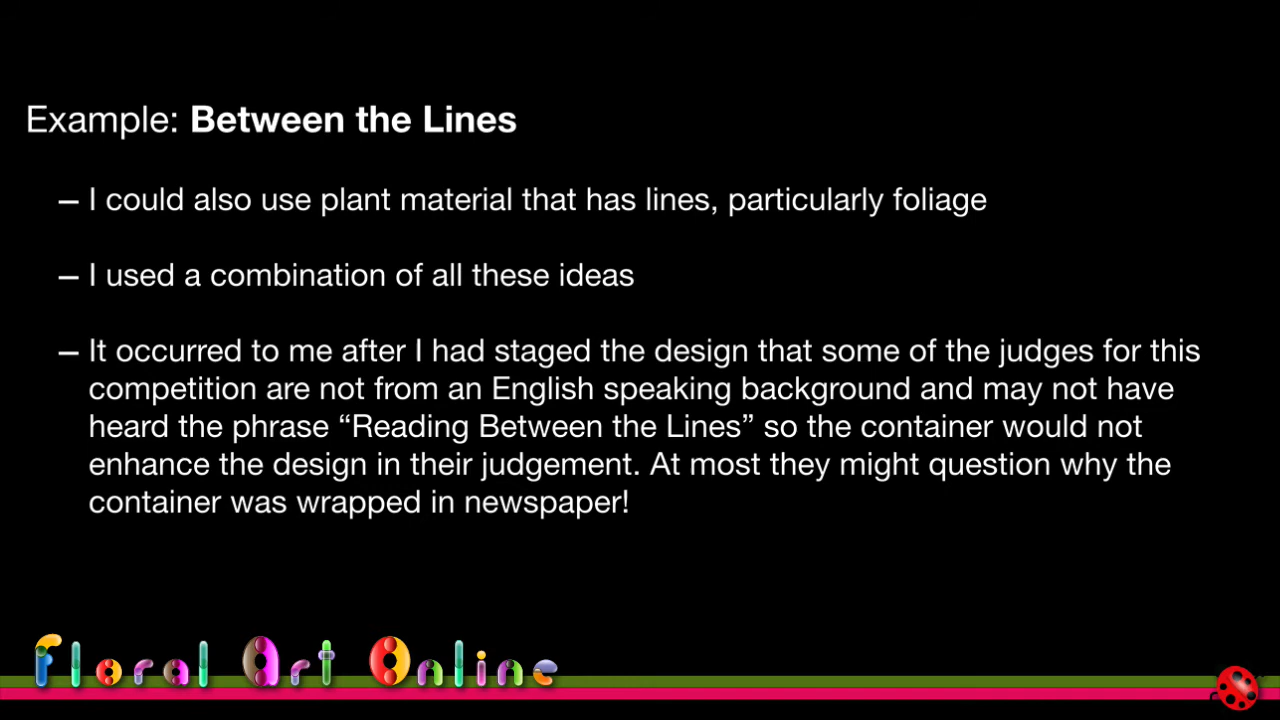 Example: Between the Lines
– I could also use plant material that has lines, particularly foliage
– I used a combination of all these ideas
– It occurred to me after I had staged the design that some of the judges for this
competition are not from an English speaking background and may not have
heard the phrase “Reading Between the Lines” so the container would not
enhance the design in their judgement. At most they might question why the
container was wrapped in newspaper!
Floral Art Online